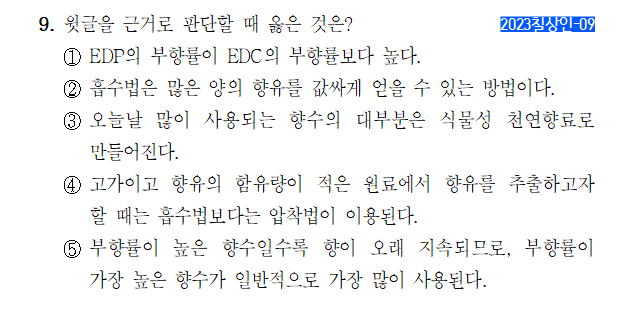 9. 윗글을 근거로 판단할 때 옳은 것은? 2023칠상인-09
① EDP의 부향률이 EDC의 부향률보다 높다.
② 흡수법은 많은 양의 향유를 값싸게 얻을 수 있는 방법이다.
③ 오늘날 많이 사용되는 향수의 대부분은 식물성 천연향료로
만들어진다.
④ 고가이고 향유의 함유량이 적은 원료에서 향유를 추출하고자
할 때는 흡수법보다는 압착법이 이용된다.
⑤ 부향률이 높은 향수일수록 향이 오래 지속되므로, 부향률이
가장 높은 향수가 일반적으로 가장 많이 사용된다.